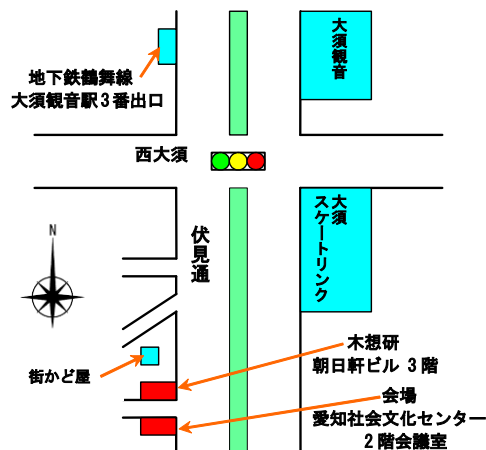 地下鉄鶴舞線
大須観音駅3番出口
大須観音
西大須
大須
スケートリンク
伏見通
N
木想研
朝日軒ビル 3階
街かど屋
会場
愛知社会文化センター
2階会議室